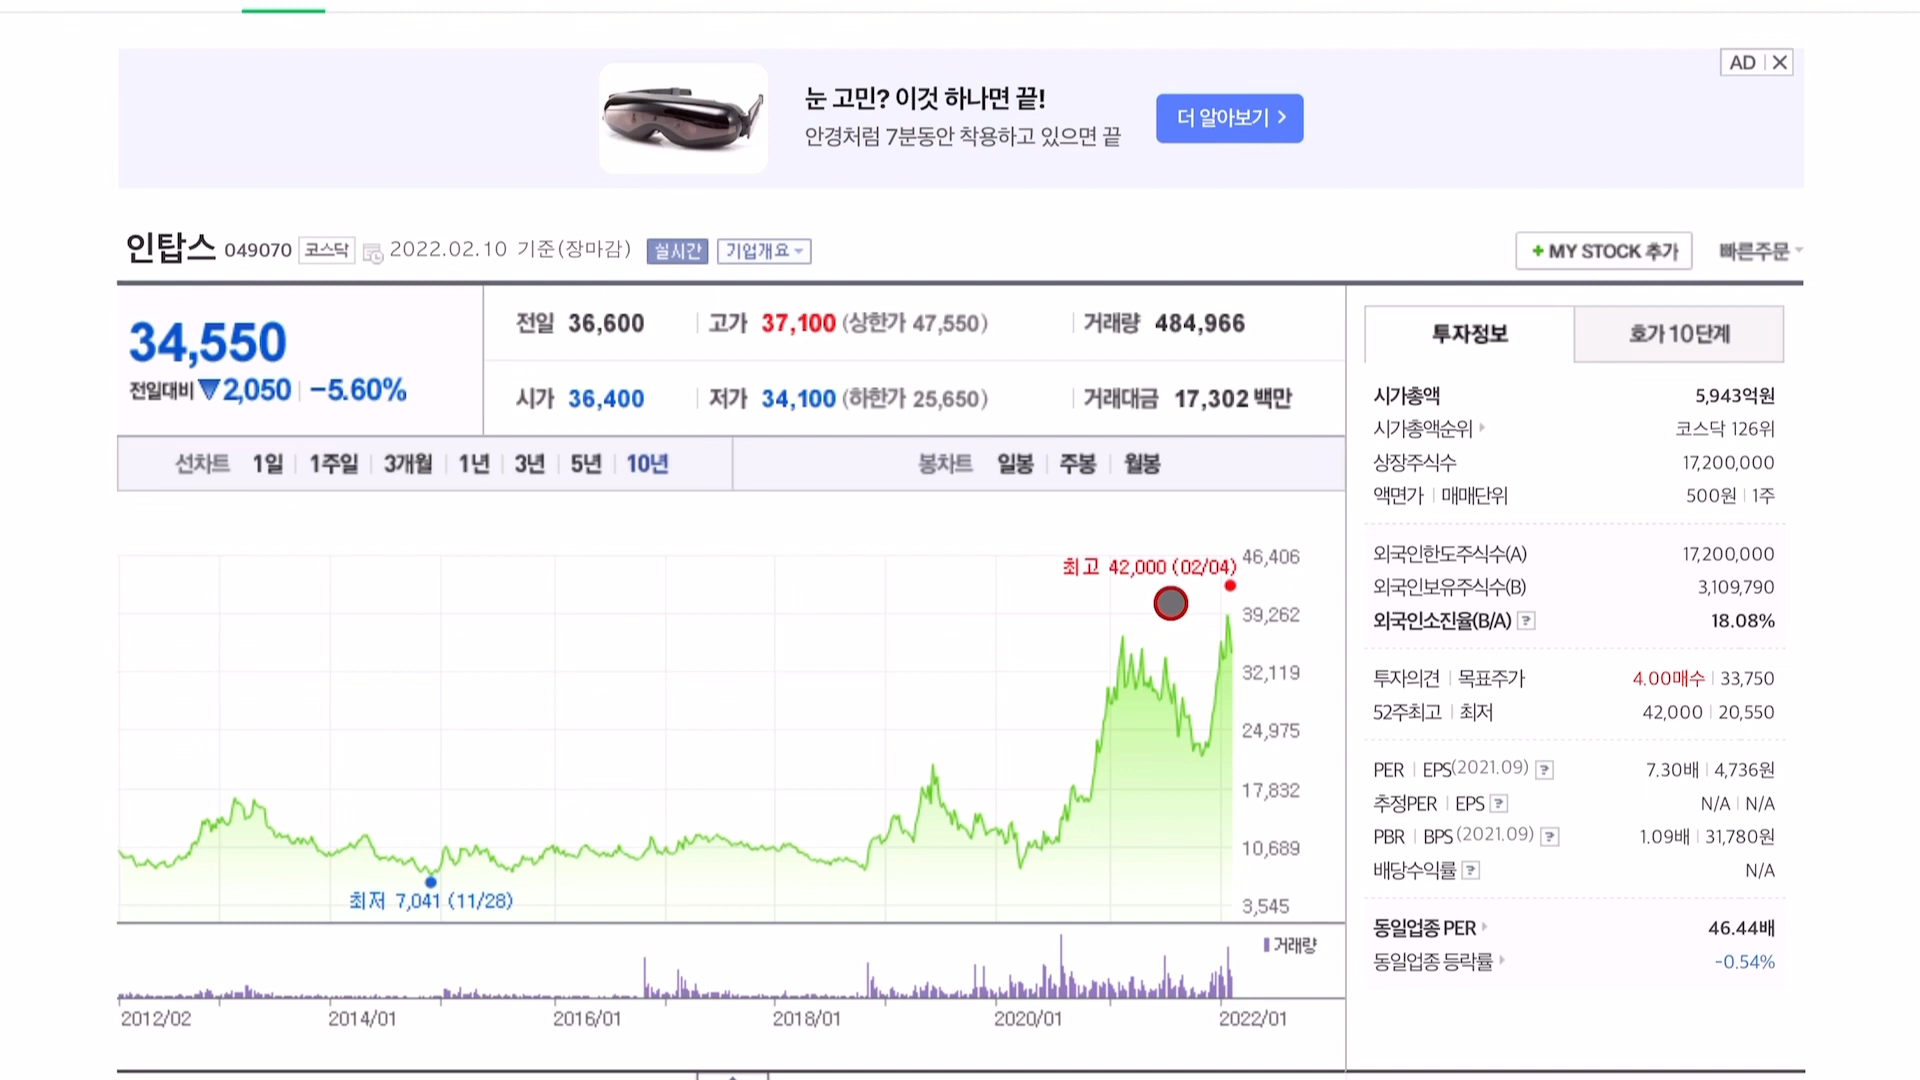 AD
눈 고민? 이것 하나면 끝!
안경처럼 7분동안 착용하고 있으면 끝
더 알아보기 >
인탑스 049070 코스닥 2022.02.10 기준(장마감) 실시간 기업개요
+ MY STOCK 추가 빠른주문
34,550
전일대비 ▼2,050 -5.60%
전일 36,600 고가 37,100 (상한가 47,550) 거래량 484,966
시가 36,400 저가 34,100 (하한가 25,650) 거래대금 17,302 백만
선차트 1일 1주일 3개월 1년 3년 5년 10년
봉차트 일봉 주봉 월봉
최고 42,000 (02/04)
46,406
39,262
32,119
24,975
17,832
10,689
3,545
최저 7,041 (11/28)
거래량
2012/02 2014/01 2016/01 2018/01 2020/01 2022/01
투자정보 호가 10단계
시가총액 5,943억원
시가총액순위 코스닥 126위
상장주식수 17,200,000
액면가 매매단위 500원 1주
외국인한도주식수(A) 17,200,000
외국인보유주식수(B) 3,109,790
외국인소진율(B/A) ? 18.08%
투자의견 목표주가 4.00매수 33,750
52주최고 최저 42,000 20,550
PER EPS(2021.09) ? 7.30배 4,736원
추정PER EPS ? N/A N/A
PBR BPS (2021.09) ? 1.09배 31,780원
배당수익률 ? N/A
동일업종 PER 46.44배
동일업종 등락률 -0.54%